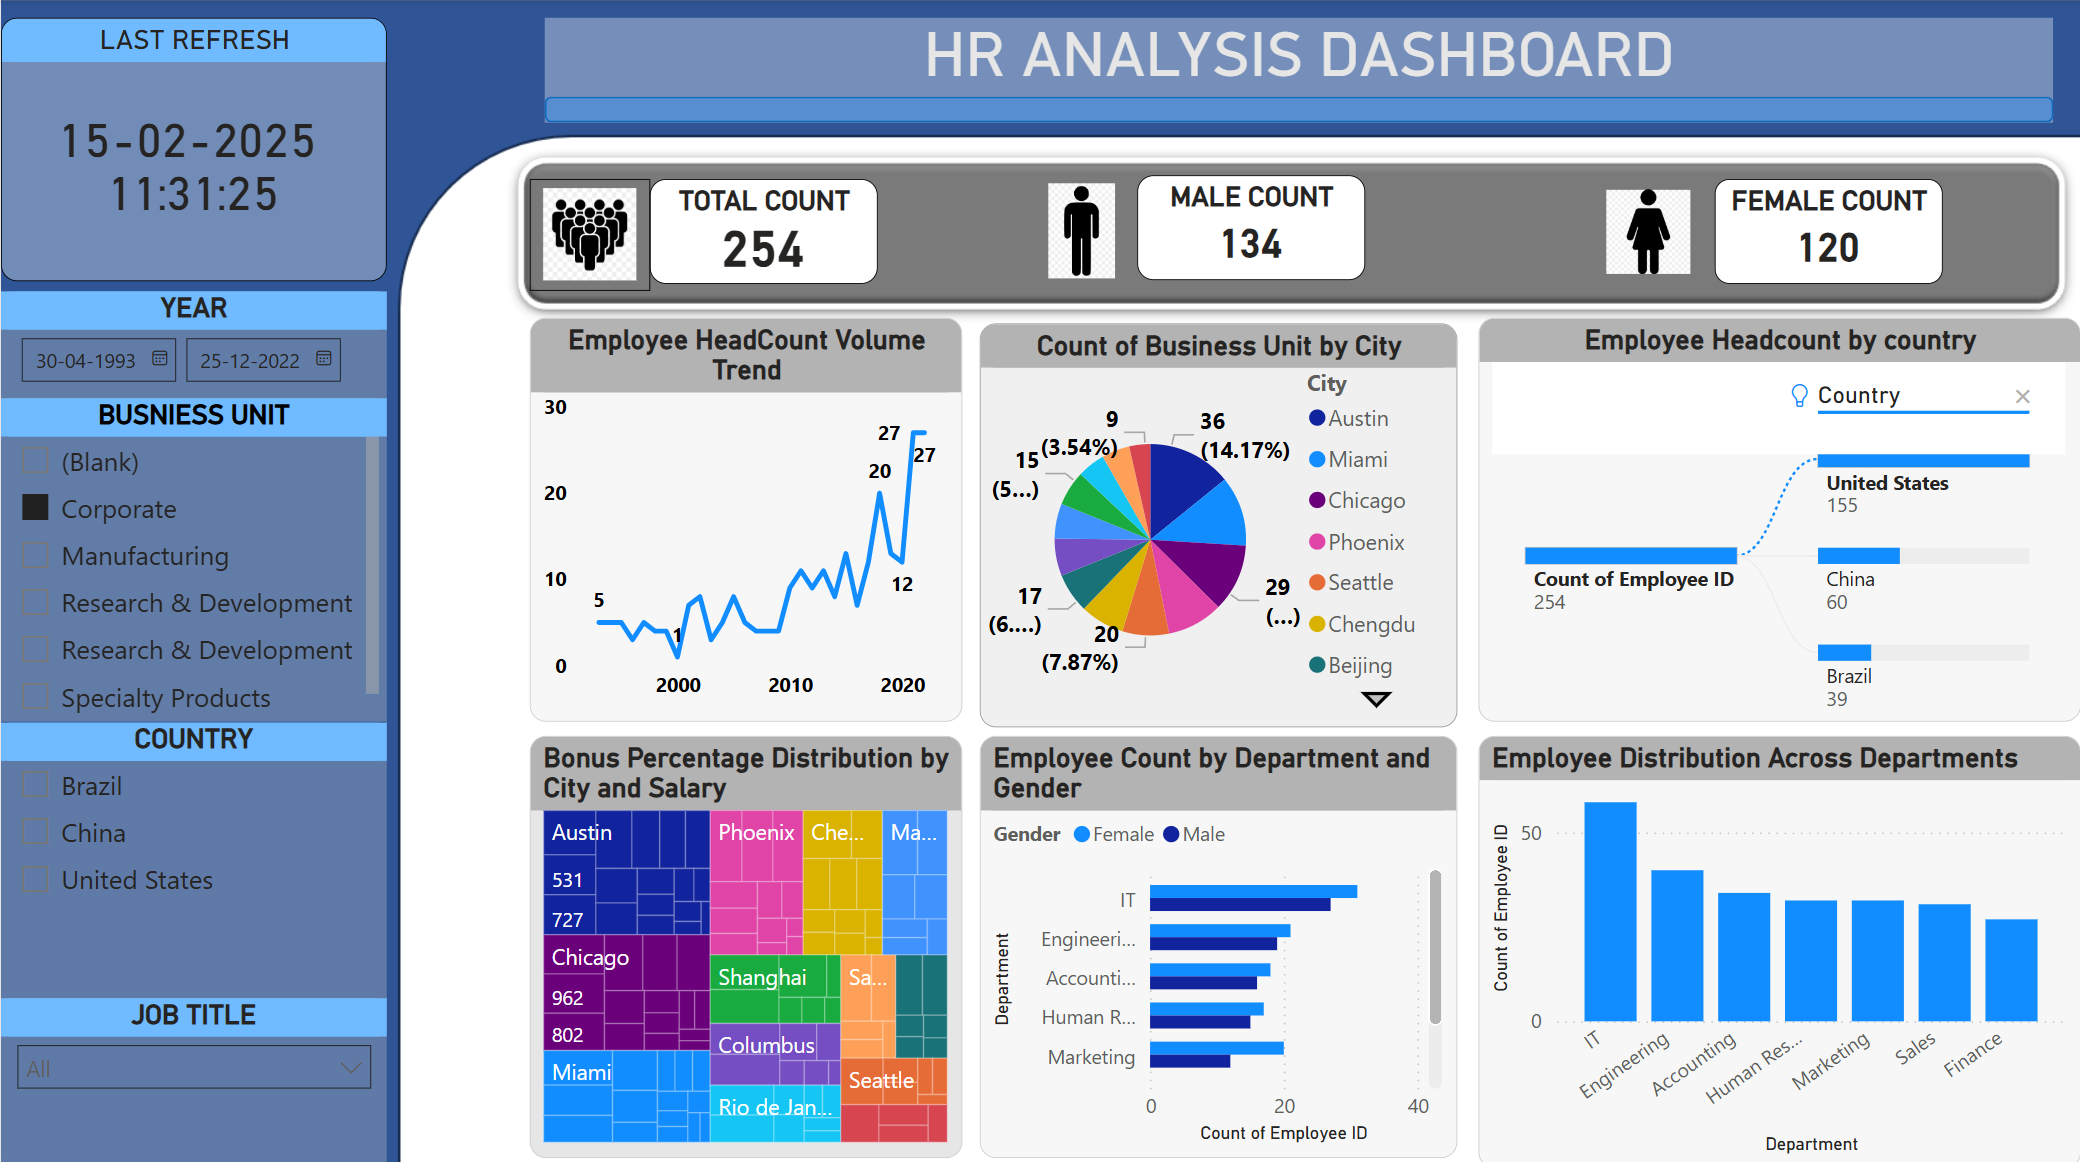 LAST REFRESH
15-02-2025
11:31:25
YEAR
30-04-1993
25-12-2022
BUSNIESS UNIT
(Blank)
Corporate
Manufacturing
Research & Development
Research & Development
Specialty Products
COUNTRY
Brazil
China
United States
JOB TITLE
All
HR ANALYSIS DASHBOARD
TOTAL COUNT
254
MALE COUNT
134
FEMALE COUNT
120
Employee HeadCount Volume
Trend
30
20
10
0
5
1
20
12
27
27
2000
2010
2020
Count of Business Unit by City
9
(3.54%)
36
(14.17%)
15
(5...)
29
(...)
17
(6....)
20
(7.87%)
City
Austin
Miami
Chicago
Phoenix
Seattle
Chengdu
Beijing
Employee Headcount by country
Country
Count of Employee ID
254
United States
155
China
60
Brazil
39
Bonus Percentage Distribution by
City and Salary
Austin
531
727
Chicago
962
802
Miami
Phoenix
Che...
Ma...
Shanghai
Sa...
Columbus
Seattle
Rio de Jan...
Employee Count by Department and
Gender
Gender Female Male
Department
IT
Engineeri...
Accounti...
Human R...
Marketing
0 20 40
Count of Employee ID
Employee Distribution Across Departments
Count of Employee ID
50
0
IT
Engineering
Accounting
Human Res...
Marketing
Sales
Finance
Department